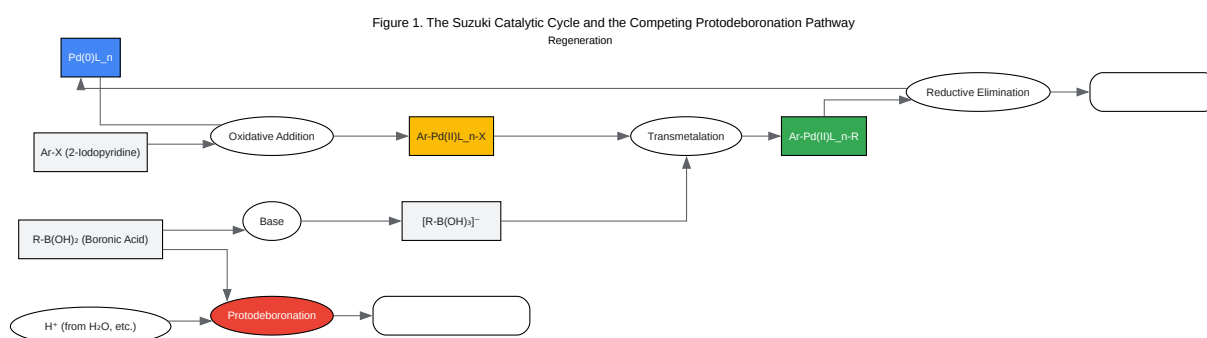 Figure 1. The Suzuki Catalytic Cycle and the Competing Protodeboronation Pathway
Regeneration
Pd(0)L_n
Reductive Elimination
Oxidative Addition
Ar-Pd(II)L_n-X
Transmetalation
Ar-Pd(II)L_n-R
Ar-X (2-Iodopyridine)
Base
[R-B(OH)₃]⁻
R-B(OH)₂ (Boronic Acid)
Protodeboronation
H⁺ (from H₂O, etc.)